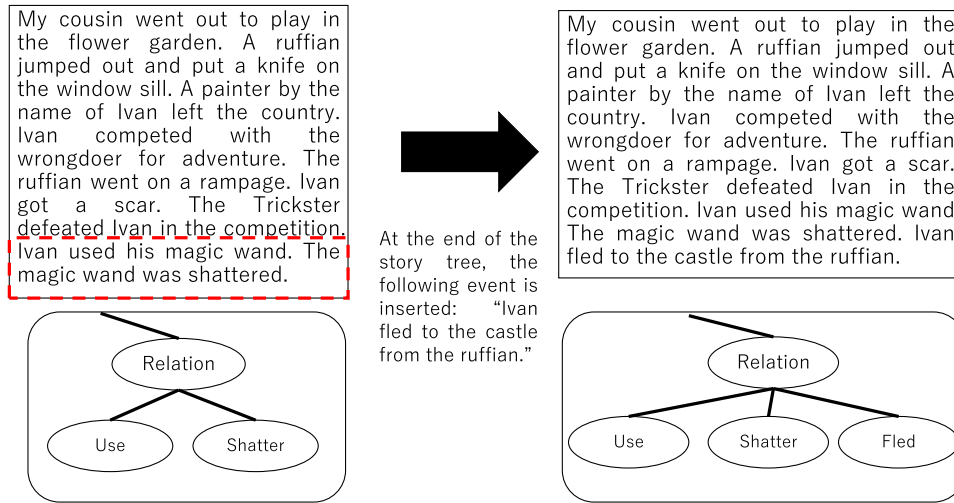 My cousin went out to play in
the flower garden. A ruffian
jumped out and put a knife on
the window sill. A painter by the
name of Ivan left the country.
Ivan competed with the
wrongdoer for adventure. The
ruffian went on a rampage. Ivan
got a scar. The Trickster
defeated Ivan in the competition.
Ivan used his magic wand. The
magic wand was shattered.
Relation
Use
Shatter
At the end of the
story tree, the
following event is
inserted: “Ivan
fled to the castle
from the ruffian.”
My cousin went out to play in the
flower garden. A ruffian jumped out
and put a knife on the window sill. A
painter by the name of Ivan left the
country. Ivan competed with the
wrongdoer for adventure. The ruffian
went on a rampage. Ivan got a scar.
The Trickster defeated Ivan in the
competition. Ivan used his magic wand
The magic wand was shattered. Ivan
fled to the castle from the ruffian.
Relation
Use
Shatter
Fled